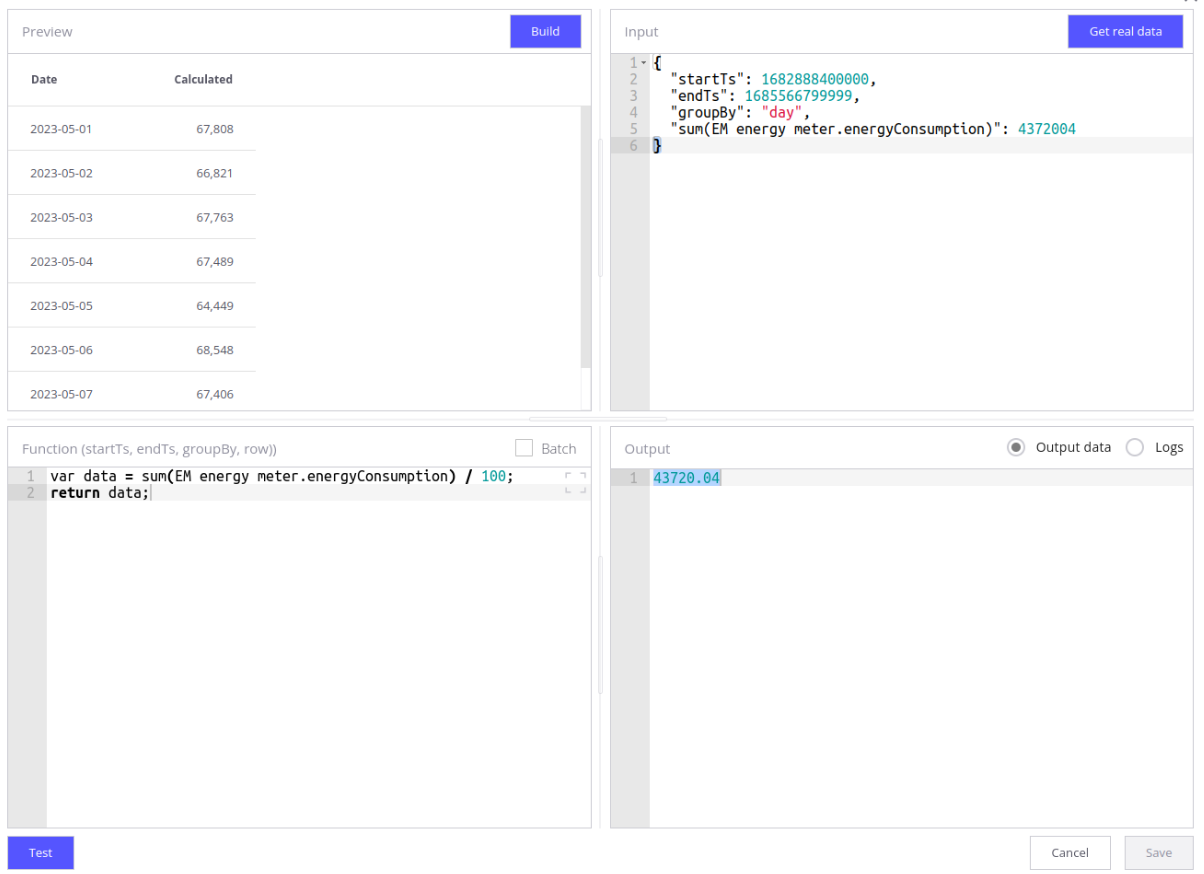 Preview
Build
Date Calculated
2023-05-01 67,808
2023-05-02 66,821
2023-05-03 67,763
2023-05-04 67,489
2023-05-05 64,449
2023-05-06 68,548
2023-05-07 67,406
Input
Get real data
1 {
2 "startTs": 1682888400000,
3 "endTs": 1685566799999,
4 "groupBy": "day",
5 "sum(EM energy meter.energyConsumption)": 4372004
6 }
Function (startTs, endTs, groupBy, row))
Batch
1 var data = sum(EM energy meter.energyConsumption) / 100;
2 return data;
Output
Output data
Logs
1 43720.04
Test
Cancel
Save